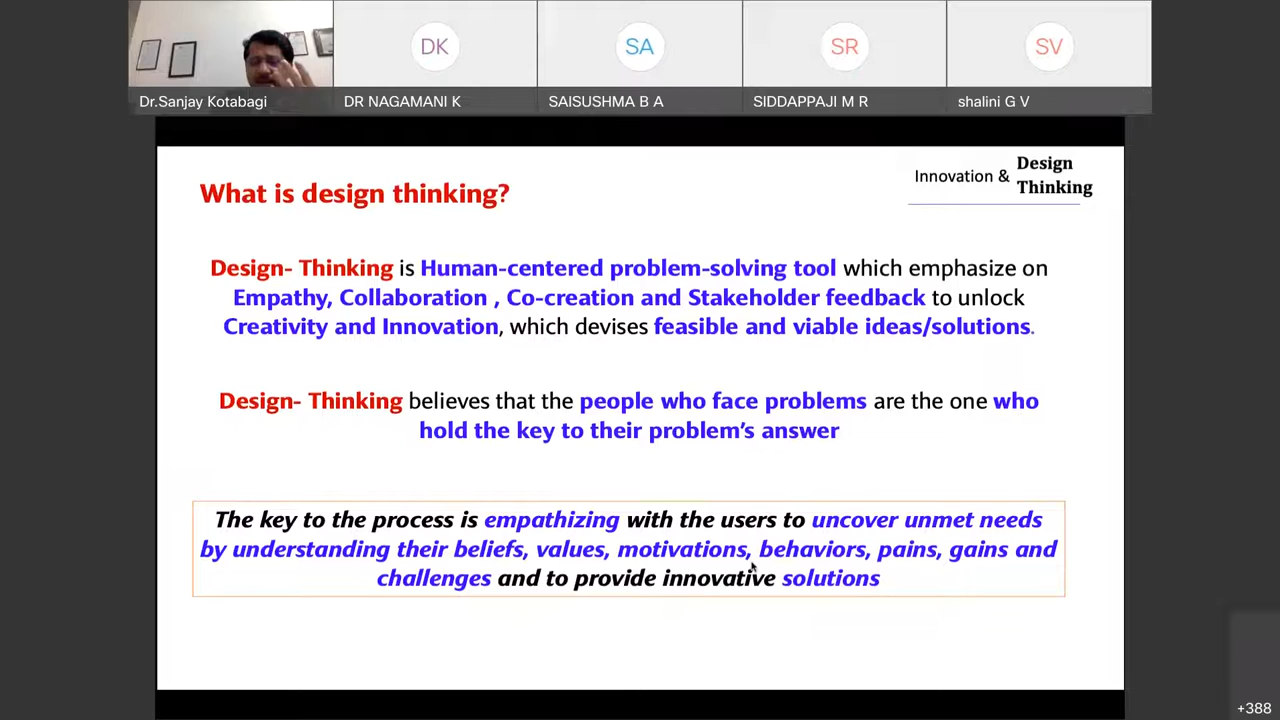 DK
SA
SR
SV
Dr.Sanjay Kotabagi
DR NAGAMANI K
SAISUSHMA B A
SIDDAPPAJI M R
shalini G V
Innovation & Design
Thinking
What is design thinking?
Design- Thinking is Human-centered problem-solving tool which emphasize on
Empathy, Collaboration , Co-creation and Stakeholder feedback to unlock
Creativity and Innovation, which devises feasible and viable ideas/solutions.
Design- Thinking believes that the people who face problems are the one who
hold the key to their problem's answer
The key to the process is empathizing with the users to uncover unmet needs
by understanding their beliefs, values, motivations, behaviors, pains, gains and
challenges and to provide innovative solutions
+388